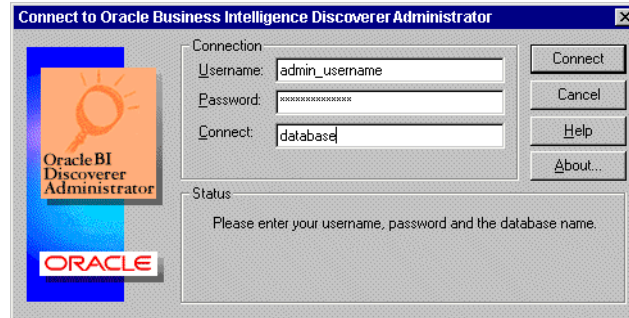 Connect to Oracle Business Intelligence Discoverer Administrator
Connection
Username: admin_username
Password: xxxxxxxxxxxxxx
Connect: database
Connect
Cancel
Help
About...
Oracle BI
Discoverer
Administrator
ORACLE
Status
Please enter your username, password and the database name.